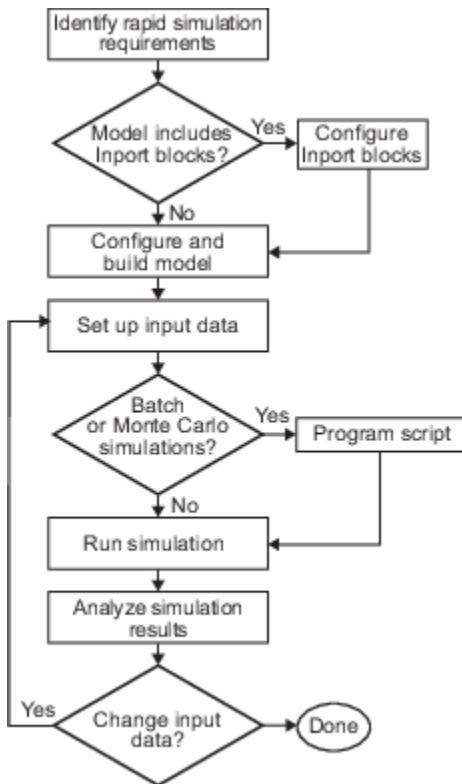 Identify rapid simulation
requirements
Model includes
Inport blocks?
Yes
Configure
Inport blocks
No
Configure and
build model
Set up input data
Batch
or Monte Carlo
simulations?
Yes
Program script
No
Run simulation
Analyze simulation
results
Yes
Change input
data?
Done